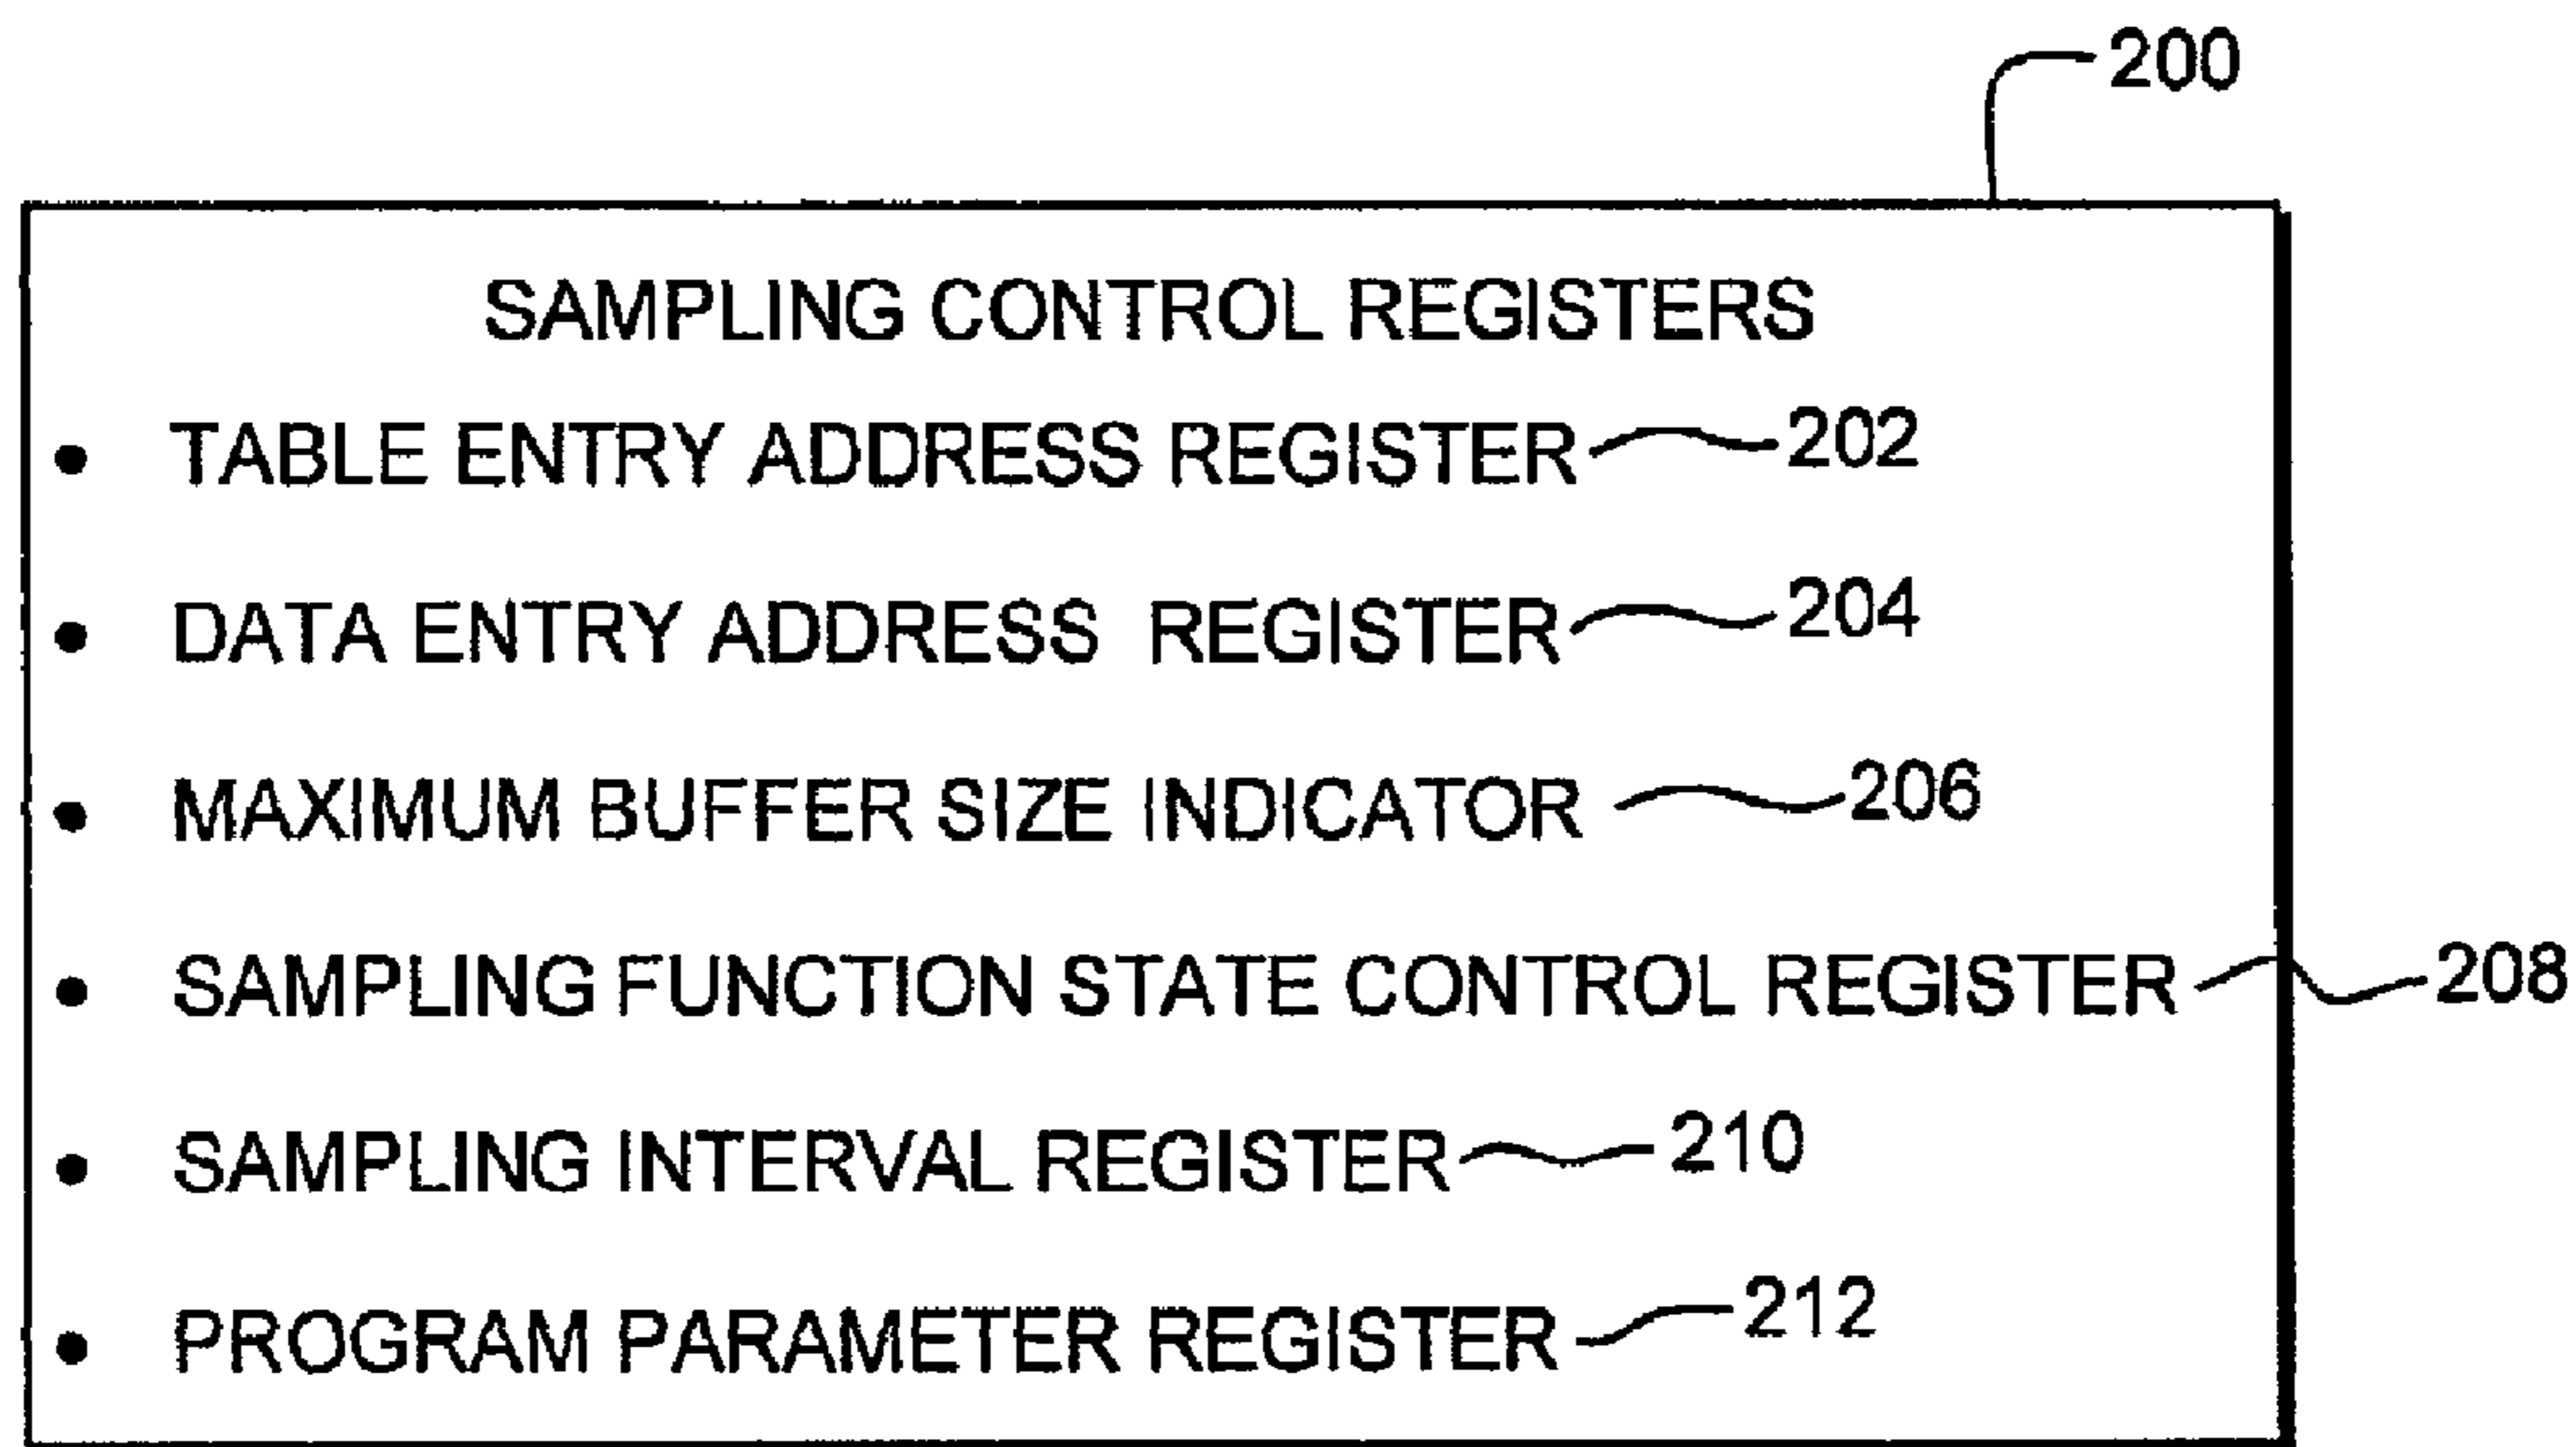 200
SAMPLING CONTROL REGISTERS
• TABLE ENTRY ADDRESS REGISTER 202
• DATA ENTRY ADDRESS REGISTER 204
• MAXIMUM BUFFER SIZE INDICATOR 206
• SAMPLING FUNCTION STATE CONTROL REGISTER 208
• SAMPLING INTERVAL REGISTER 210
• PROGRAM PARAMETER REGISTER 212